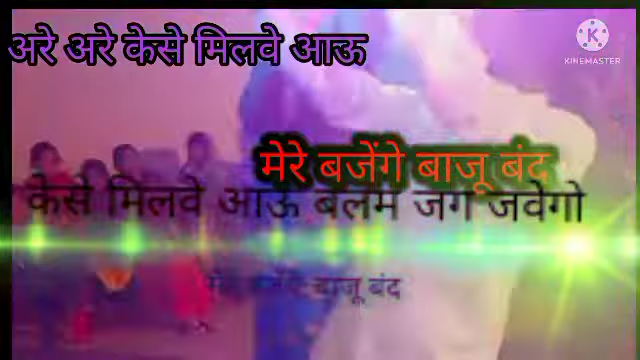 अरे अरे केसे मिलवे आऊ
KINEMASTER
मेरे बजेंगे बाजू बंद
केसे मिलवे आऊ बलम जग जवेगो
बाजू बंद